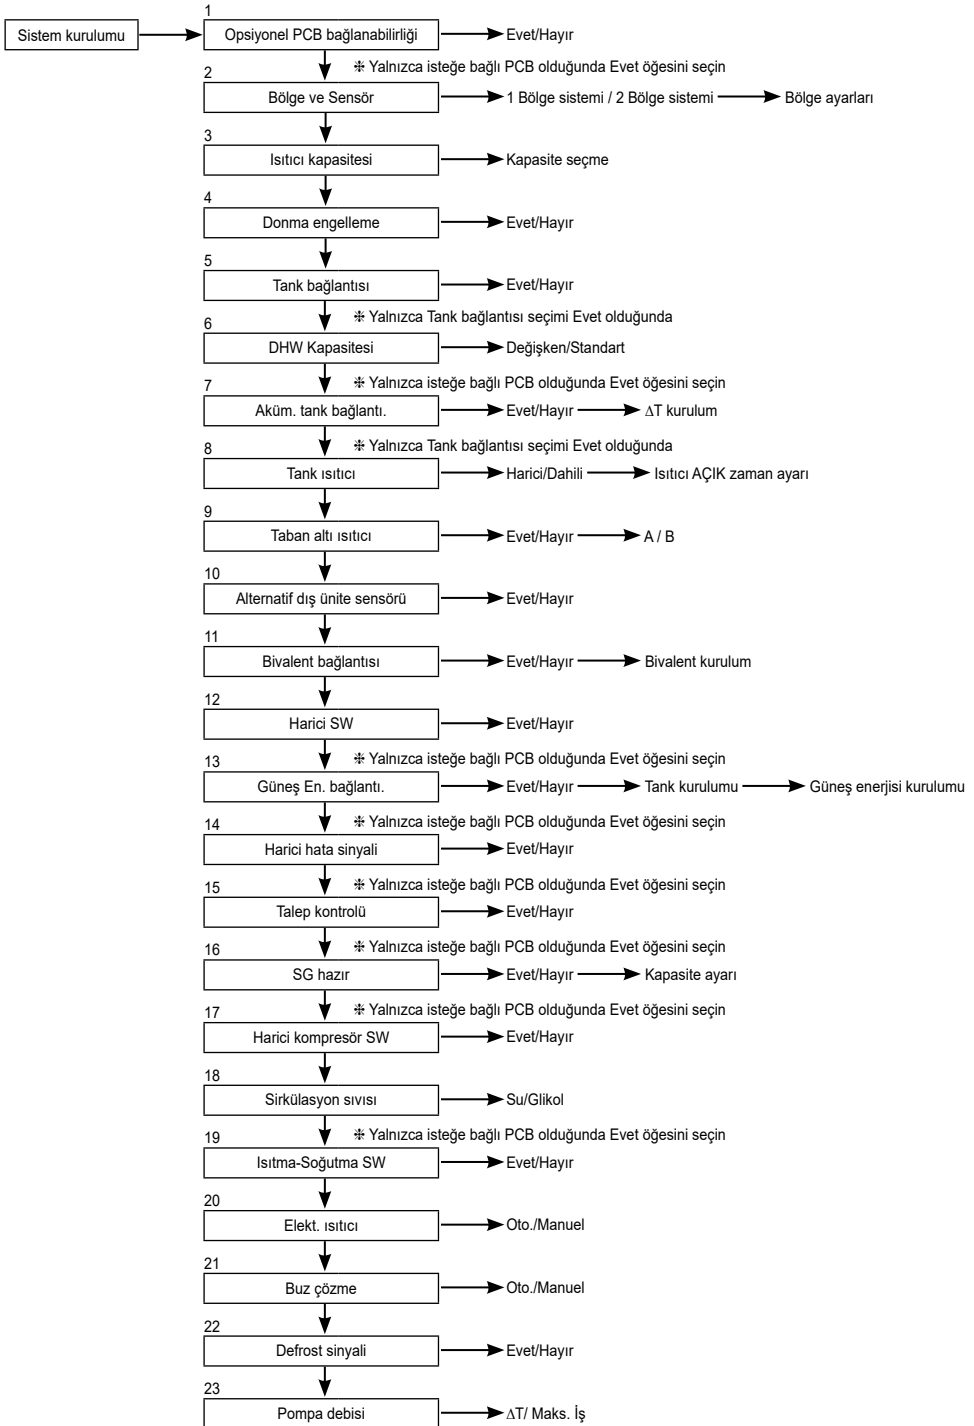 1
Sistem kurulumu Opsiyonel PCB bağlanabilirliği Evet/Hayır
❉ Yalnızca isteğe bağlı PCB olduğunda Evet öğesini seçin
2
Bölge ve Sensör 1 Bölge sistemi / 2 Bölge sistemi Bölge ayarları
3
Isıtıcı kapasitesi Kapasite seçme
4
Donma engelleme Evet/Hayır
5
Tank bağlantısı Evet/Hayır
❉ Yalnızca Tank bağlantısı seçimi Evet olduğunda
6
DHW Kapasitesi Değişken/Standart
❉ Yalnızca isteğe bağlı PCB olduğunda Evet öğesini seçin
7
Aküm. tank bağlantı. Evet/Hayır ΔT kurulum
❉ Yalnızca Tank bağlantısı seçimi Evet olduğunda
8
Tank ısıtıcı Harici/Dahili Isıtıcı AÇIK zaman ayarı
9
Taban altı ısıtıcı Evet/Hayır A / B
10
Alternatif dış ünite sensörü Evet/Hayır
11
Bivalent bağlantısı Evet/Hayır Bivalent kurulum
12
Harici SW Evet/Hayır
❉ Yalnızca isteğe bağlı PCB olduğunda Evet öğesini seçin
13
Güneş En. bağlantı. Evet/Hayır Tank kurulumu Güneş enerjisi kurulumu
❉ Yalnızca isteğe bağlı PCB olduğunda Evet öğesini seçin
14
Harici hata sinyali Evet/Hayır
❉ Yalnızca isteğe bağlı PCB olduğunda Evet öğesini seçin
15
Talep kontrolü Evet/Hayır
❉ Yalnızca isteğe bağlı PCB olduğunda Evet öğesini seçin
16
SG hazır Evet/Hayır Kapasite ayarı
❉ Yalnızca isteğe bağlı PCB olduğunda Evet öğesini seçin
17
Harici kompresör SW Evet/Hayır
18
Sirkülasyon sıvısı Su/Glikol
❉ Yalnızca isteğe bağlı PCB olduğunda Evet öğesini seçin
19
Isıtma-Soğutma SW Evet/Hayır
20
Elekt. ısıtıcı Oto./Manuel
21
Buz çözme Oto./Manuel
22
Defrost sinyali Evet/Hayır
23
Pompa debisi ΔT/ Maks. İş